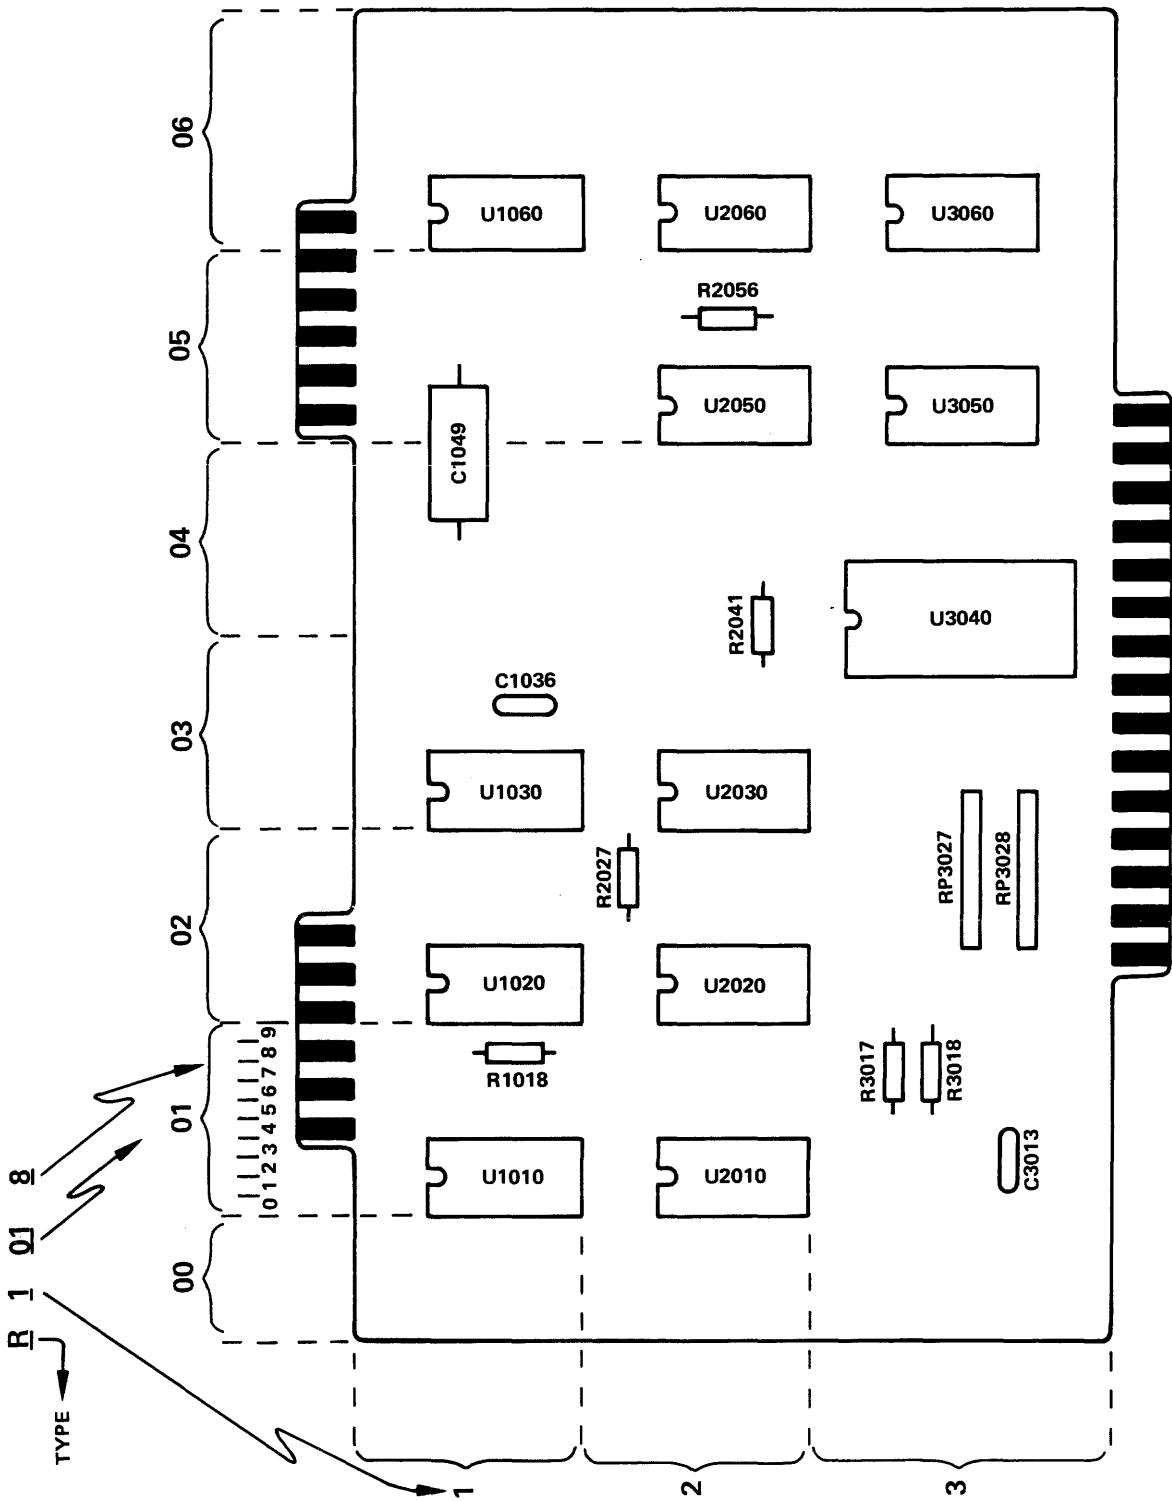 R 1 01 8
TYPE
00
01
02
03
04
05
06
0 1 2 3 4 5 6 7 8 9
1
2
3
U1060
U2060
U3060
R2056
U2050
U3050
C1049
R2041
U3040
C1036
U1030
U2030
R2027
RP3027
RP3028
U1020
U2020
R1018
R3017
R3018
U1010
U2010
C3013